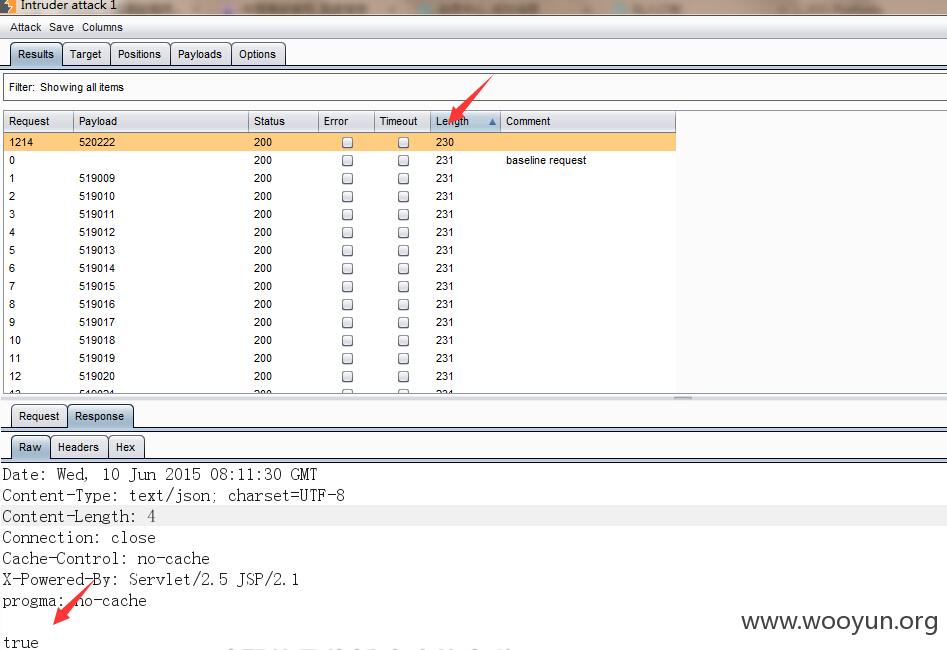 Intruder attack 1
Attack Save Columns
Results Target Positions Payloads Options
Filter: Showing all items
Request Payload Status Error Timeout Length Comment
1214 520222 200 230
0 200 231 baseline request
1 519009 200 231
2 519010 200 231
3 519011 200 231
4 519012 200 231
5 519013 200 231
6 519014 200 231
7 519015 200 231
8 519016 200 231
9 519017 200 231
10 519018 200 231
11 519019 200 231
12 519020 200 231
Request Response
Raw Headers Hex
Date: Wed, 10 Jun 2015 08:11:30 GMT
Content-Type: text/json; charset=UTF-8
Content-Length: 4
Connection: close
Cache-Control: no-cache
X-Powered-By: Servlet/2.5 JSP/2.1
progma: no-cache
www.wooyun.org
true